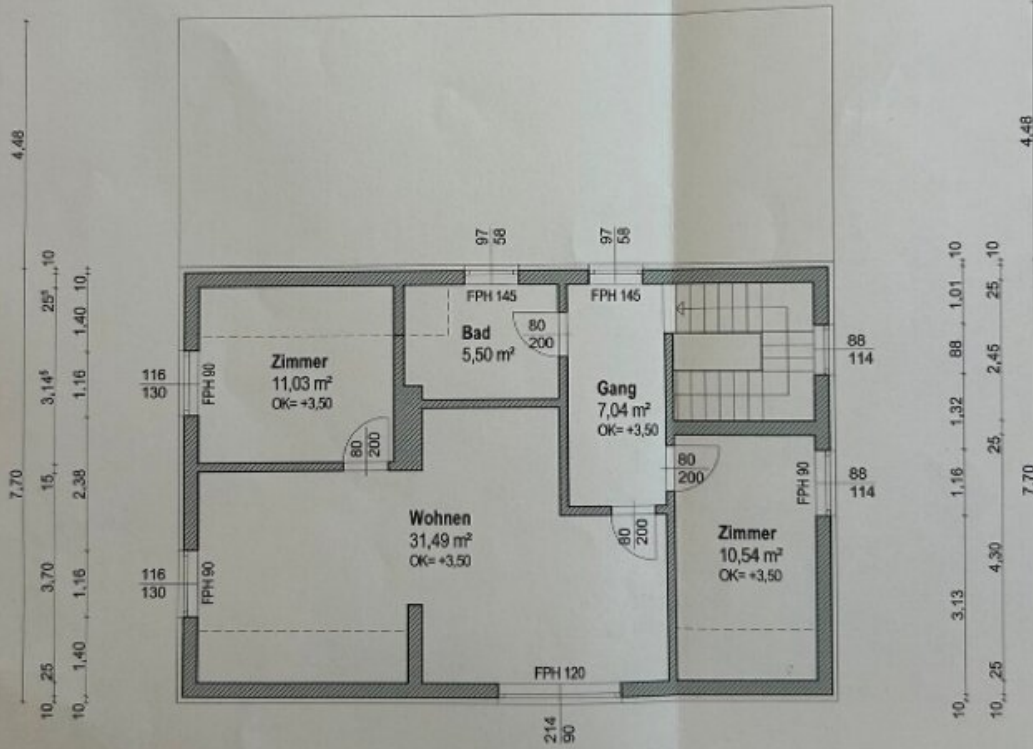 4,48
7,70
10
25⁵
3,14⁵
15
3,70
25
10
10
1,40
1,16
2,38
1,16
1,40
10
97
58
FPH 145
97
58
FPH 145
116
130
FPH 90
Zimmer
11,03 m²
OK= +3,50
80
200
Bad
5,50 m²
80
200
Gang
7,04 m²
OK= +3,50
88
114
80
200
88
114
FPH 90
Wohnen
31,49 m²
OK= +3,50
80
200
Zimmer
10,54 m²
OK= +3,50
116
130
FPH 90
FPH 120
214
90
10
1,01
88
1,32
1,16
3,13
10
10
25
2,45
25
4,30
25
10
4,48
7,70